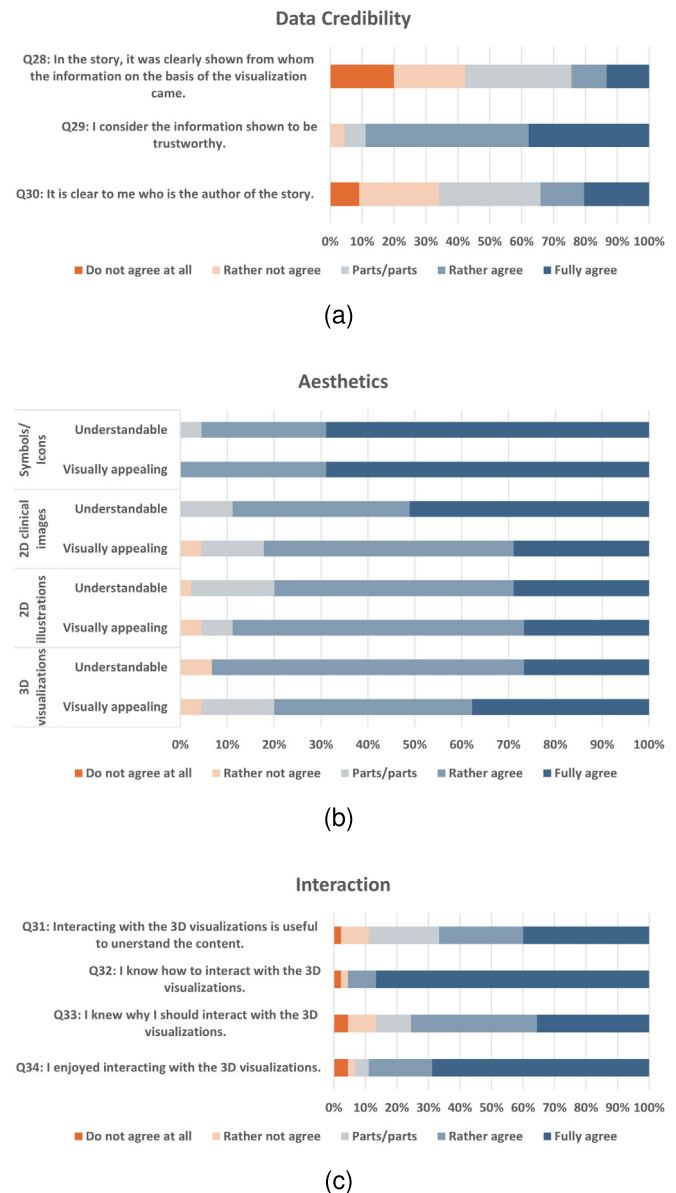 Data Credibility
Q28: In the story, it was clearly shown from whom
the information on the basis of the visualization
came.
Q29: I consider the information shown to be
trustworthy.
Q30: It is clear to me who is the author of the story.
0% 10% 20% 30% 40% 50% 60% 70% 80% 90% 100%
Do not agree at all Rather not agree Parts/parts Rather agree Fully agree
(a)
Aesthetics
Symbols/
Icons
Understandable
Visually appealing
2D clinical
images
Understandable
Visually appealing
2D
illustrations
Understandable
Visually appealing
3D
visualizations
Understandable
Visually appealing
0% 10% 20% 30% 40% 50% 60% 70% 80% 90% 100%
Do not agree at all Rather not agree Parts/parts Rather agree Fully agree
(b)
Interaction
Q31: Interacting with the 3D visualizations is useful
to unerstand the content.
Q32: I know how to interact with the 3D
visualizations.
Q33: I knew why I should interact with the 3D
visualizations.
Q34: I enjoyed interacting with the 3D visualizations.
0% 10% 20% 30% 40% 50% 60% 70% 80% 90% 100%
Do not agree at all Rather not agree Parts/parts Rather agree Fully agree
(c)